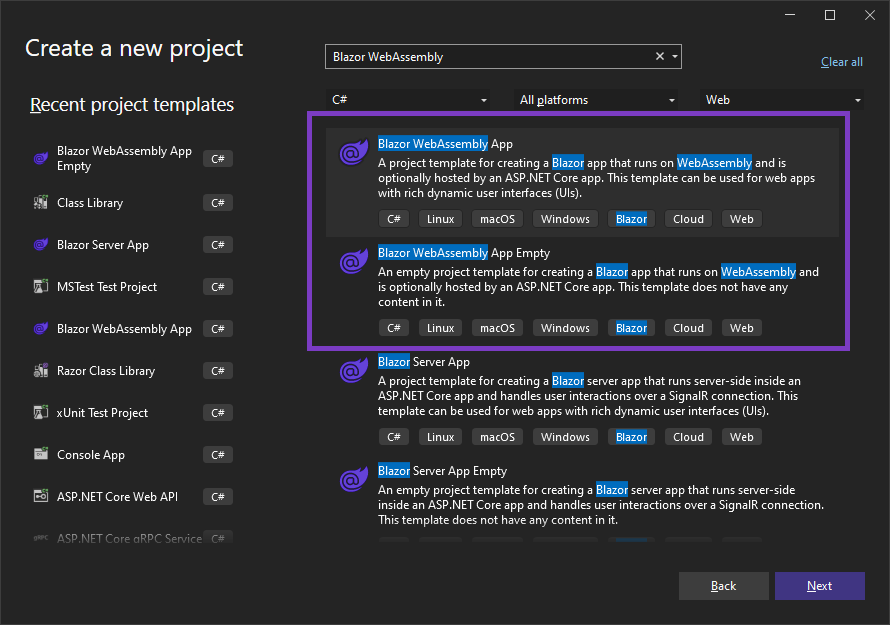 Create a new project
Blazor WebAssembly
Clear all
Recent project templates
C#
All platforms
Web
Blazor WebAssembly App
Empty
C#
Class Library
C#
Blazor Server App
C#
MSTest Test Project
C#
Blazor WebAssembly App
C#
Razor Class Library
C#
xUnit Test Project
C#
Console App
C#
ASP.NET Core Web API
C#
gRPC
ASP.NET Core gRPC Service
C#
Blazor WebAssembly App
A project template for creating a Blazor app that runs on WebAssembly and is
optionally hosted by an ASP.NET Core app. This template can be used for web apps
with rich dynamic user interfaces (UIs).
C# Linux macOS Windows Blazor Cloud Web
Blazor WebAssembly App Empty
An empty project template for creating a Blazor app that runs on WebAssembly and
is optionally hosted by an ASP.NET Core app. This template does not have any
content in it.
C# Linux macOS Windows Blazor Cloud Web
Blazor Server App
A project template for creating a Blazor server app that runs server-side inside an
ASP.NET Core app and handles user interactions over a SignalR connection. This
template can be used for web apps with rich dynamic user interfaces (UIs).
C# Linux macOS Windows Blazor Cloud Web
Blazor Server App Empty
An empty project template for creating a Blazor server app that runs server-side
inside an ASP.NET Core app and handles user interactions over a SignalR connection.
This template does not have any content in it.
Back
Next